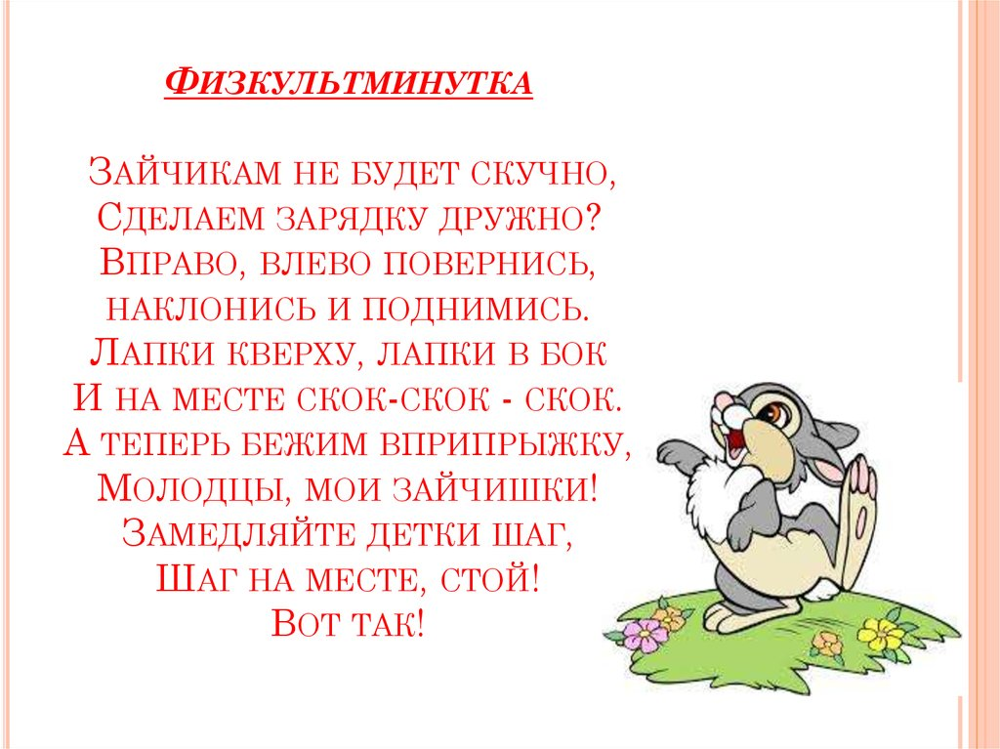 Физкультминутка
Зайчикам не будет скучно,
Сделаем зарядку дружно?
Вправо, влево повернись,
наклонись и поднимись.
Лапки кверху, лапки в бок
И на месте скок-скок - скок.
А теперь бежим вприпрыжку,
Молодцы, мои зайчишки!
Замедляйте детки шаг,
Шаг на месте, стой!
Вот так!